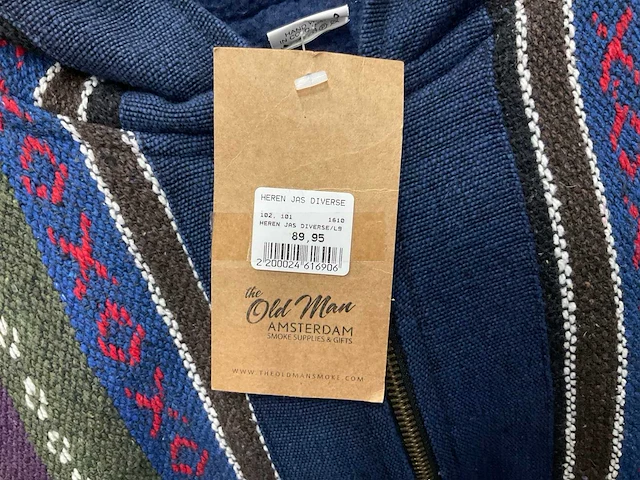 HEREN JAS DIVERSE
102, 101 1610
HEREN JAS DIVERSE/L9
89,95
2 200024 616906
the
Old Man
AMSTERDAM
SMOKE SUPPLIES & GIFTS
WWW.THEOLDMANSMOKE.COM